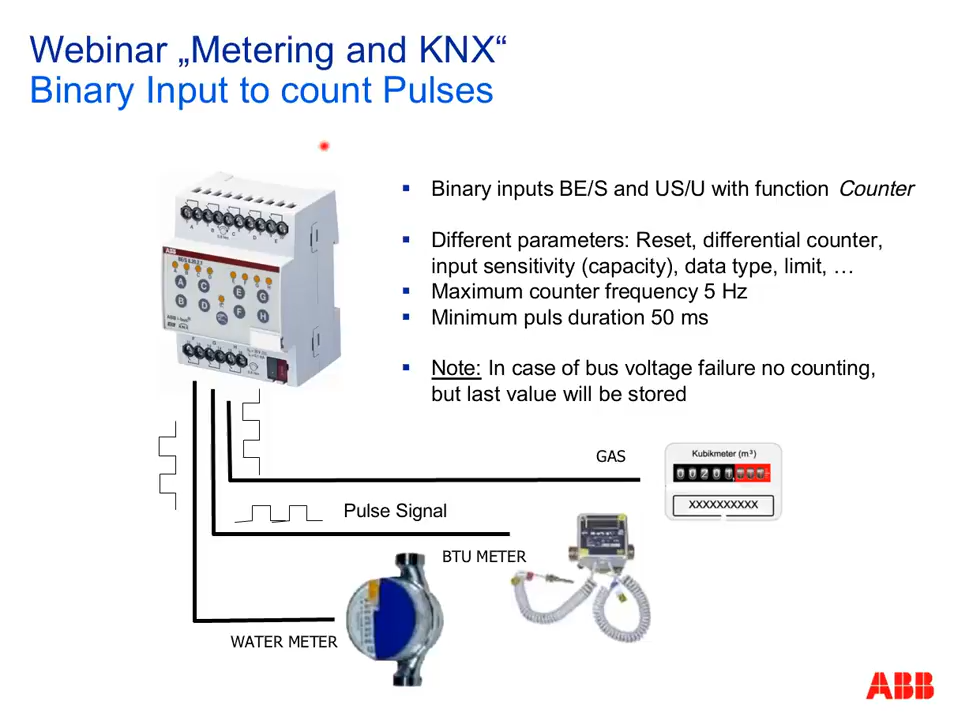 Webinar „Metering and KNX“
Binary Input to count Pulses
▪ Binary inputs BE/S and US/U with function Counter
▪ Different parameters: Reset, differential counter,
input sensitivity (capacity), data type, limit, …
▪ Maximum counter frequency 5 Hz
▪ Minimum puls duration 50 ms
▪ Note: In case of bus voltage failure no counting,
but last value will be stored
ABB
A
B
C
D
E
F
G
H
GAS
Kubikmeter (m³)
XXXXXXXXXX
Pulse Signal
BTU METER
WATER METER
ABB